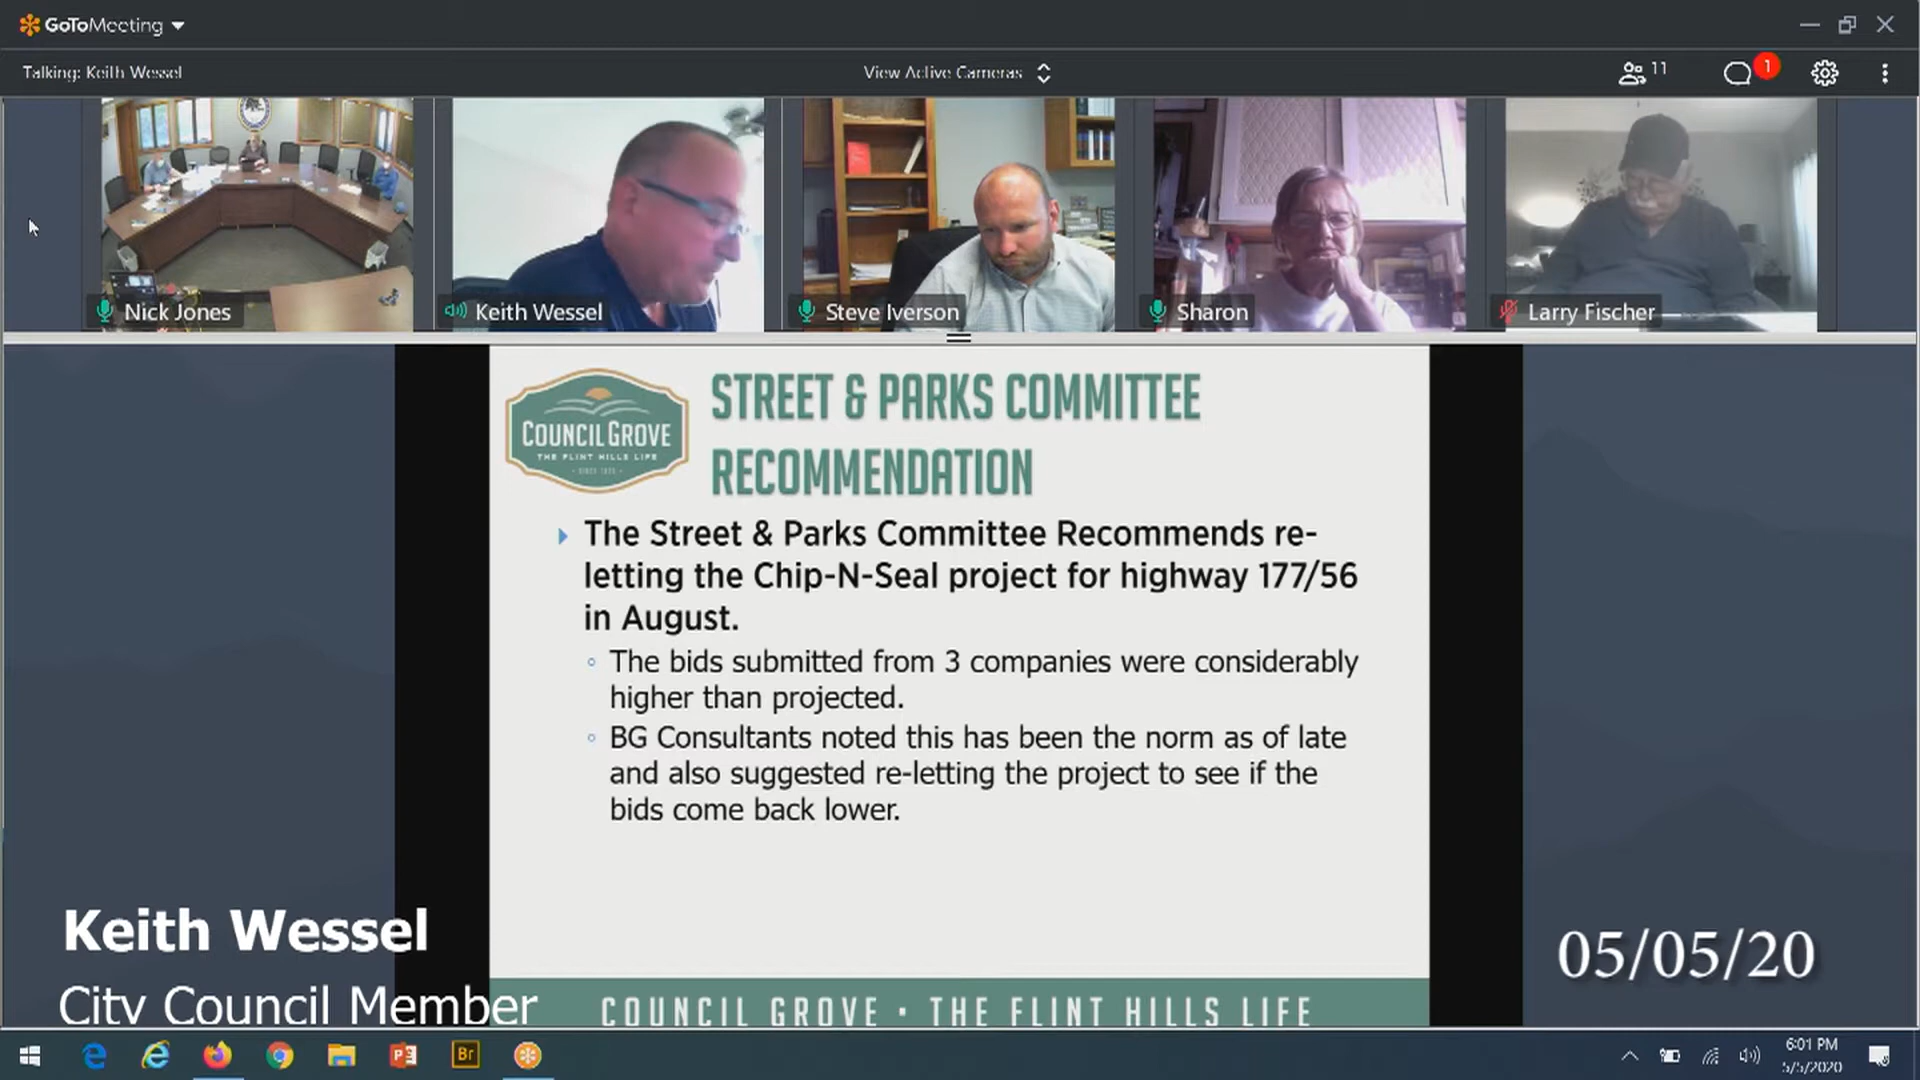 GoToMeeting
Talking: Keith Wessel
View Active Cameras
11
1
Nick Jones
Keith Wessel
Steve Iverson
Sharon
Larry Fischer
COUNCIL GROVE
THE FLINT HILLS LIFE
STREET & PARKS COMMITTEE
RECOMMENDATION
The Street & Parks Committee Recommends re-
letting the Chip-N-Seal project for highway 177/56
in August.
The bids submitted from 3 companies were considerably
higher than projected.
BG Consultants noted this has been the norm as of late
and also suggested re-letting the project to see if the
bids come back lower.
Keith Wessel
City Council Member
05/05/20
COUNCIL GROVE · THE FLINT HILLS LIFE
Br
6:01 PM
5/5/2020